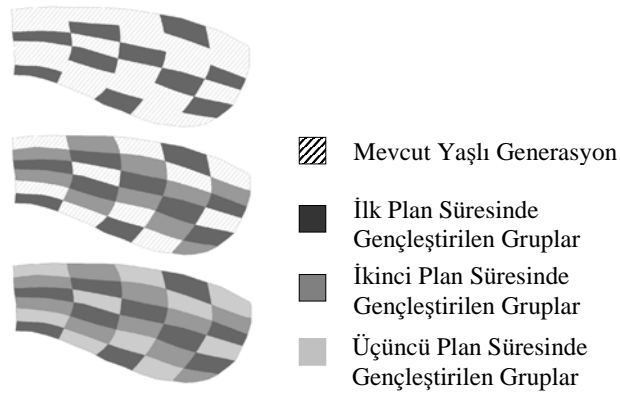 Mevcut Yaşlı Generasyon
İlk Plan Süresinde
Gençleştirilen Gruplar
İkinci Plan Süresinde
Gençleştirilen Gruplar
Üçüncü Plan Süresinde
Gençleştirilen Gruplar